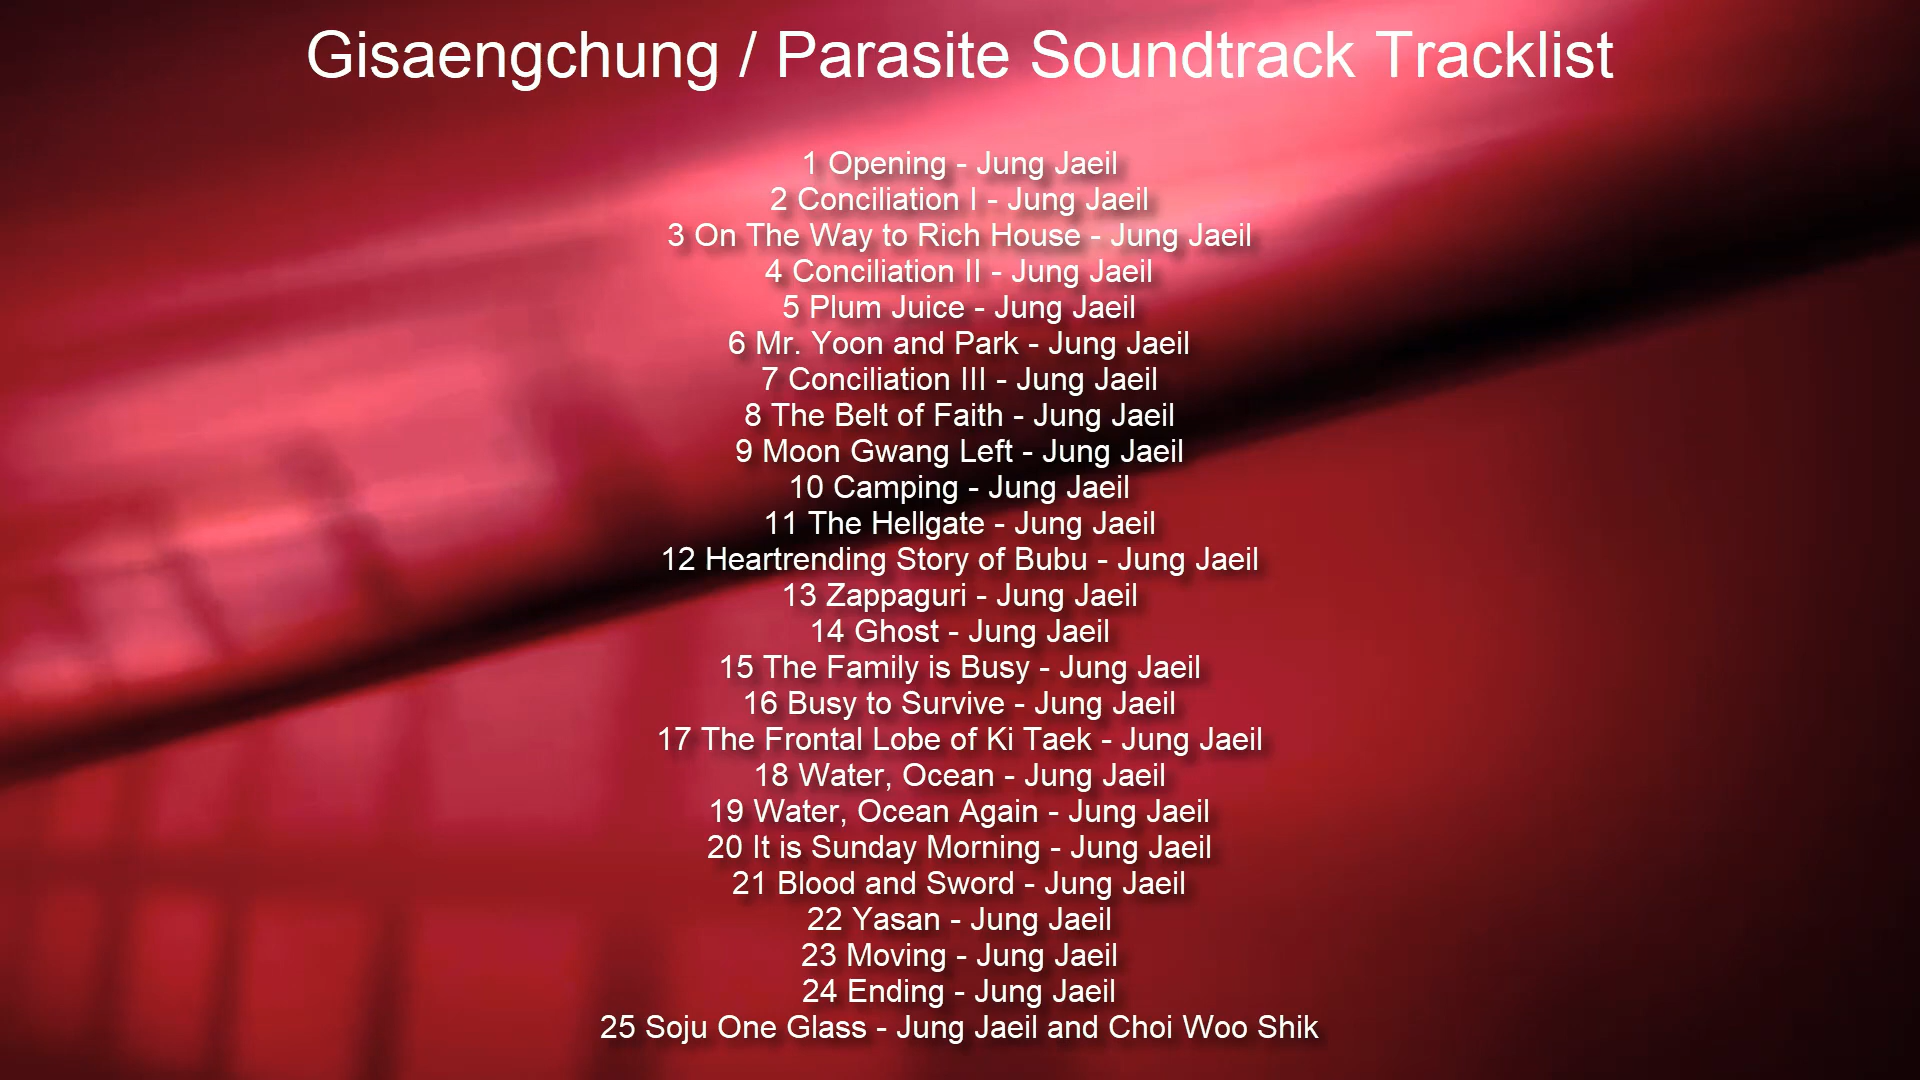 Gisaengchung / Parasite Soundtrack Tracklist
1 Opening - Jung Jaeil
2 Conciliation I - Jung Jaeil
3 On The Way to Rich House - Jung Jaeil
4 Conciliation II - Jung Jaeil
5 Plum Juice - Jung Jaeil
6 Mr. Yoon and Park - Jung Jaeil
7 Conciliation III - Jung Jaeil
8 The Belt of Faith - Jung Jaeil
9 Moon Gwang Left - Jung Jaeil
10 Camping - Jung Jaeil
11 The Hellgate - Jung Jaeil
12 Heartrending Story of Bubu - Jung Jaeil
13 Zappaguri - Jung Jaeil
14 Ghost - Jung Jaeil
15 The Family is Busy - Jung Jaeil
16 Busy to Survive - Jung Jaeil
17 The Frontal Lobe of Ki Taek - Jung Jaeil
18 Water, Ocean - Jung Jaeil
19 Water, Ocean Again - Jung Jaeil
20 It is Sunday Morning - Jung Jaeil
21 Blood and Sword - Jung Jaeil
22 Yasan - Jung Jaeil
23 Moving - Jung Jaeil
24 Ending - Jung Jaeil
25 Soju One Glass - Jung Jaeil and Choi Woo Shik